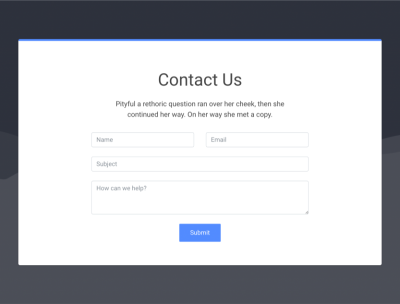 Contact Us
Pityful a rethoric question ran over her cheek, then she
continued her way. On her way she met a copy.
Name
Email
Subject
How can we help?
Submit